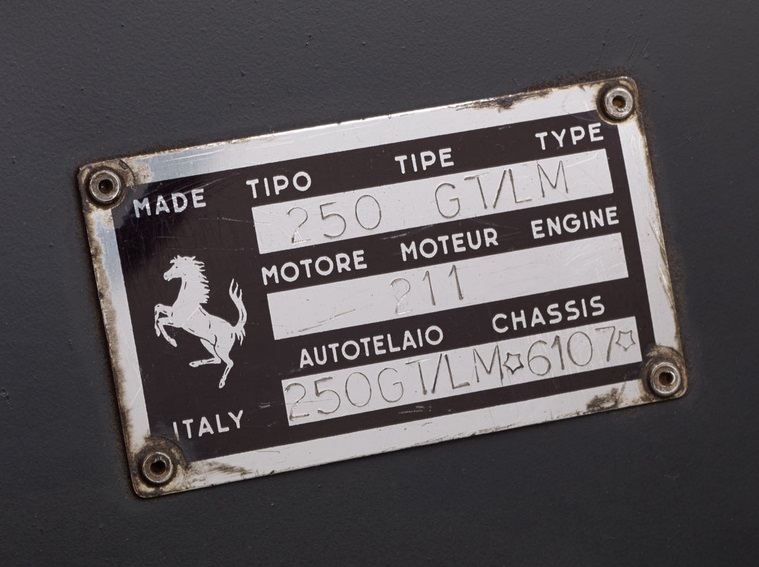 MADE TIPO TIPE TYPE
250 GT/LM
MOTORE MOTEUR ENGINE
211
AUTOTELAIO CHASSIS
250GT/LM☆6107☆
ITALY